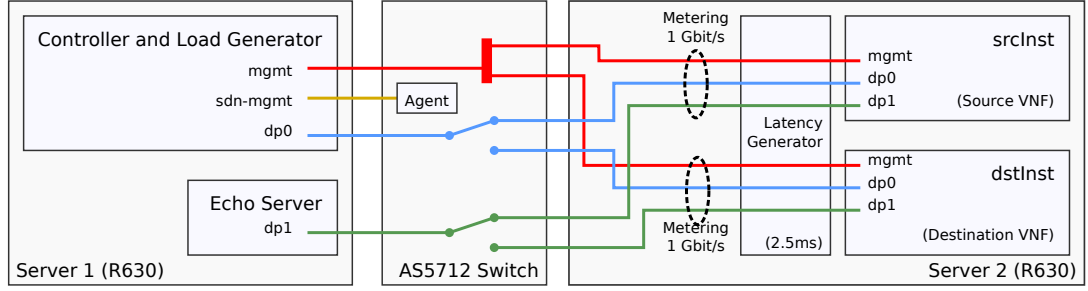 Controller and Load Generator
mgmt
sdn-mgmt
dp0
Agent
Echo Server
dp1
Server 1 (R630)
AS5712 Switch
Metering
1 Gbit/s
Metering
1 Gbit/s
Latency
Generator
(2.5ms)
srcInst
mgmt
dp0
dp1
(Source VNF)
dstInst
mgmt
dp0
dp1
(Destination VNF)
Server 2 (R630)